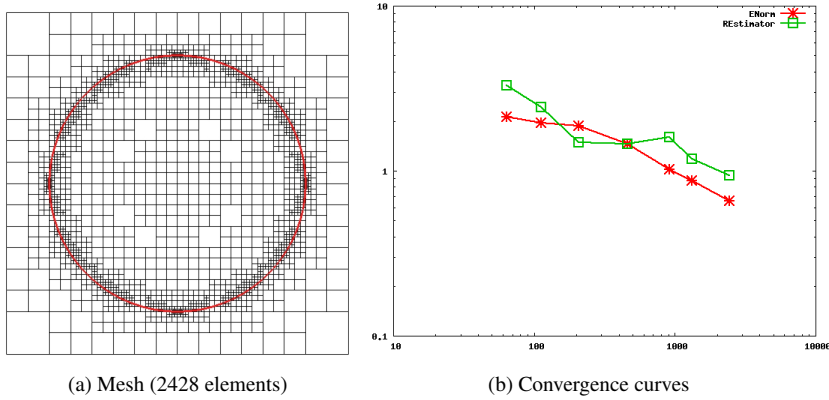 10
1
0.1
10
100
1000
10000
ENorm
REstimator
(a) Mesh (2428 elements)
(b) Convergence curves